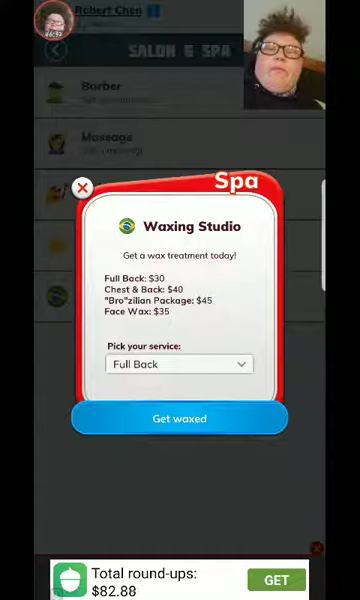 Robert Chen
SALON & SPA
Barber
Massage
Spa
Waxing Studio
Get a wax treatment today!
Full Back: $30
Chest & Back: $40
"Bro"zilian Package: $45
Face Wax: $35
Pick your service:
Full Back
Get waxed
Total round-ups:
$82.88
GET